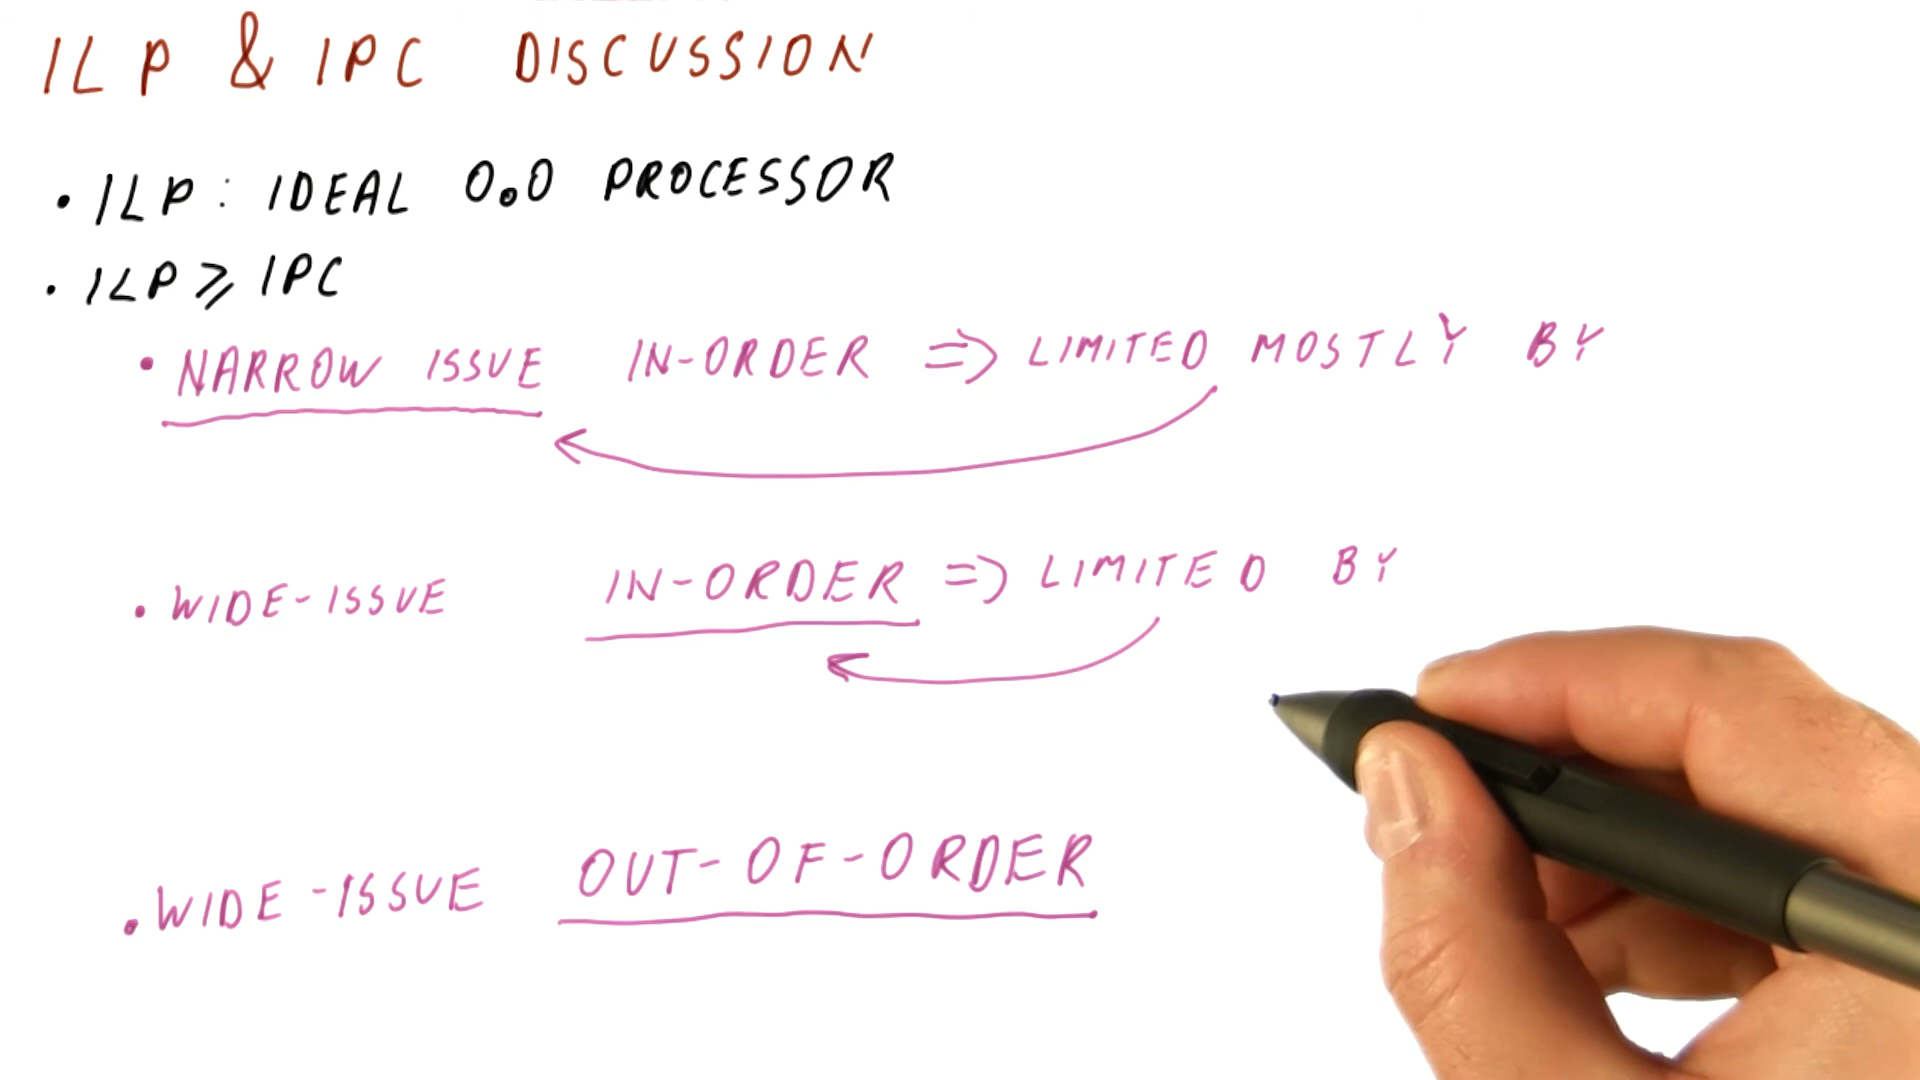 ILP & IPC DISCUSSION
• ILP: IDEAL O.O PROCESSOR
• ILP ⩾ IPC
• NARROW ISSUE IN-ORDER => LIMITED MOSTLY BY
• WIDE-ISSUE IN-ORDER => LIMITED BY
• WIDE-ISSUE OUT-OF-ORDER